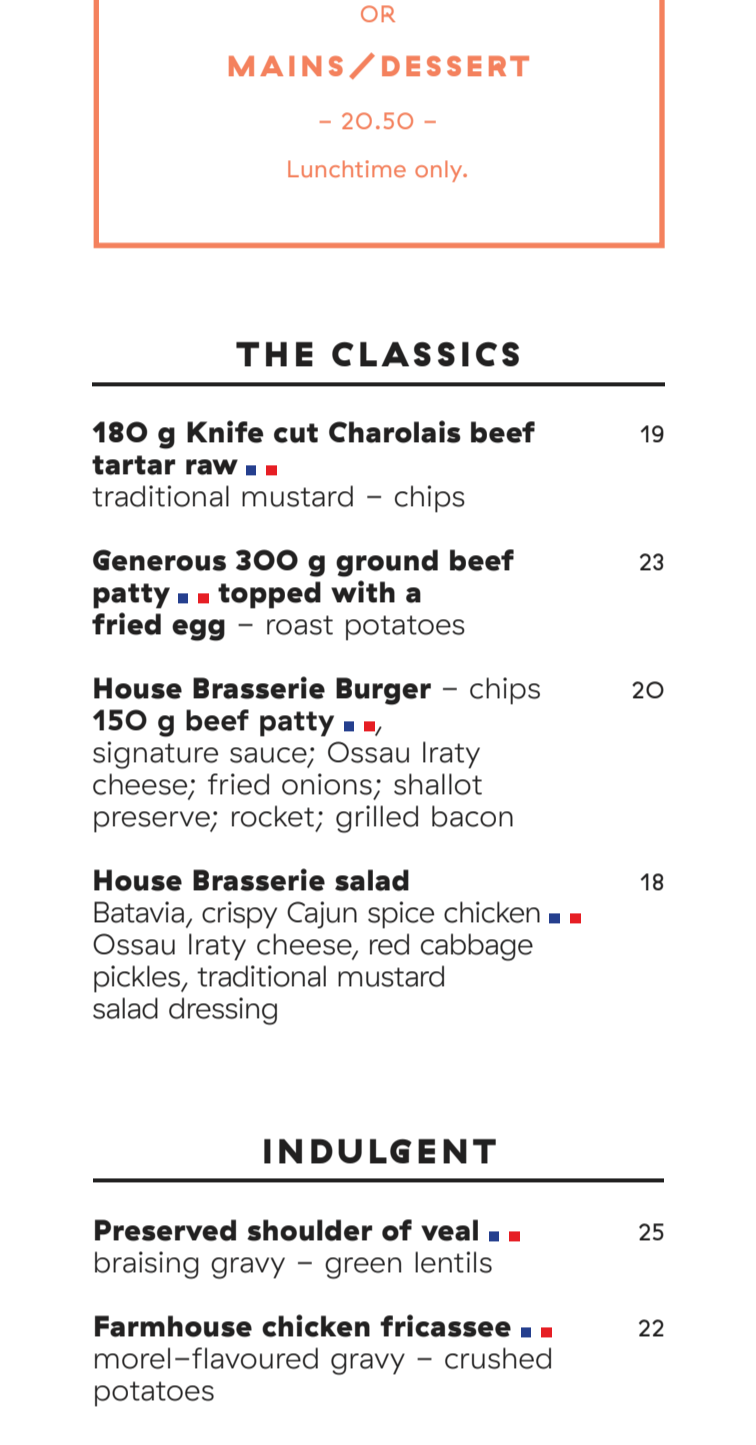 OR
MAINS/DESSERT
– 20.50 –
Lunchtime only.
THE CLASSICS
180 g Knife cut Charolais beef 19
tartar raw
traditional mustard – chips
Generous 300 g ground beef 23
patty topped with a
fried egg – roast potatoes
House Brasserie Burger – chips 20
150 g beef patty ,
signature sauce; Ossau Iraty
cheese; fried onions; shallot
preserve; rocket; grilled bacon
House Brasserie salad 18
Batavia, crispy Cajun spice chicken
Ossau Iraty cheese, red cabbage
pickles, traditional mustard
salad dressing
INDULGENT
Preserved shoulder of veal 25
braising gravy – green lentils
Farmhouse chicken fricassee 22
morel–flavoured gravy – crushed
potatoes